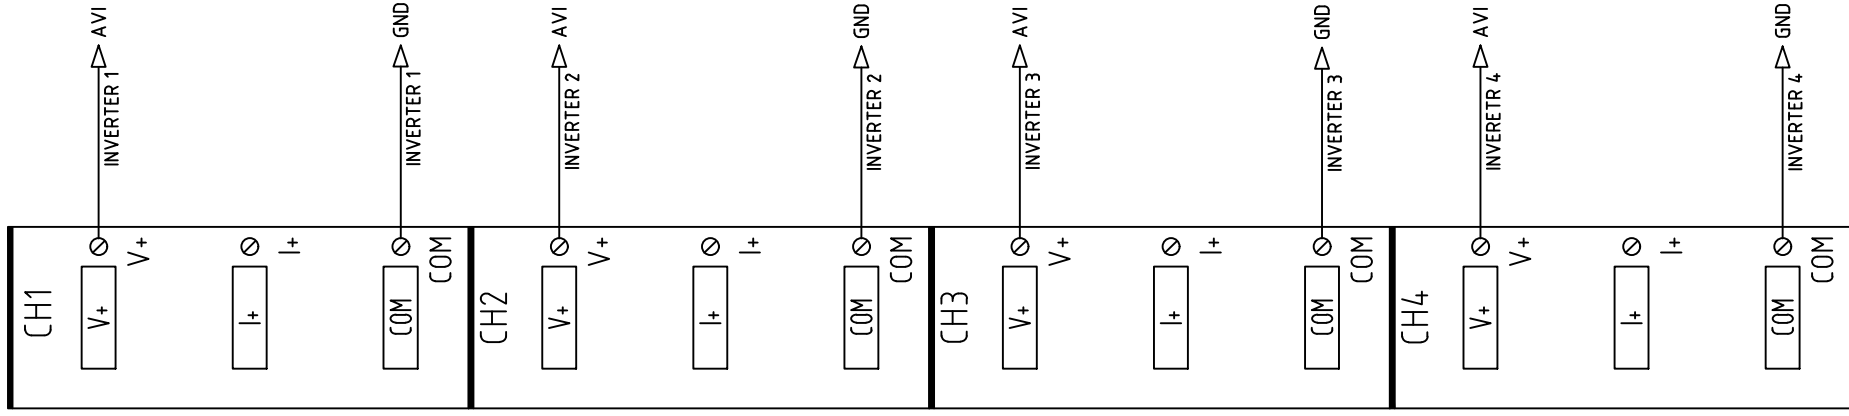 AVI
INVERTER 1
GND
INVERTER 1
AVI
INVERTER 2
GND
INVERTER 2
AVI
INVERTER 3
GND
INVERTER 3
AVI
INVERETR 4
GND
INVERTER 4
CH1
V+
V+
I+
I+
COM
COM
CH2
V+
V+
I+
I+
COM
COM
CH3
V+
V+
I+
I+
COM
COM
CH4
V+
V+
I+
I+
COM
COM